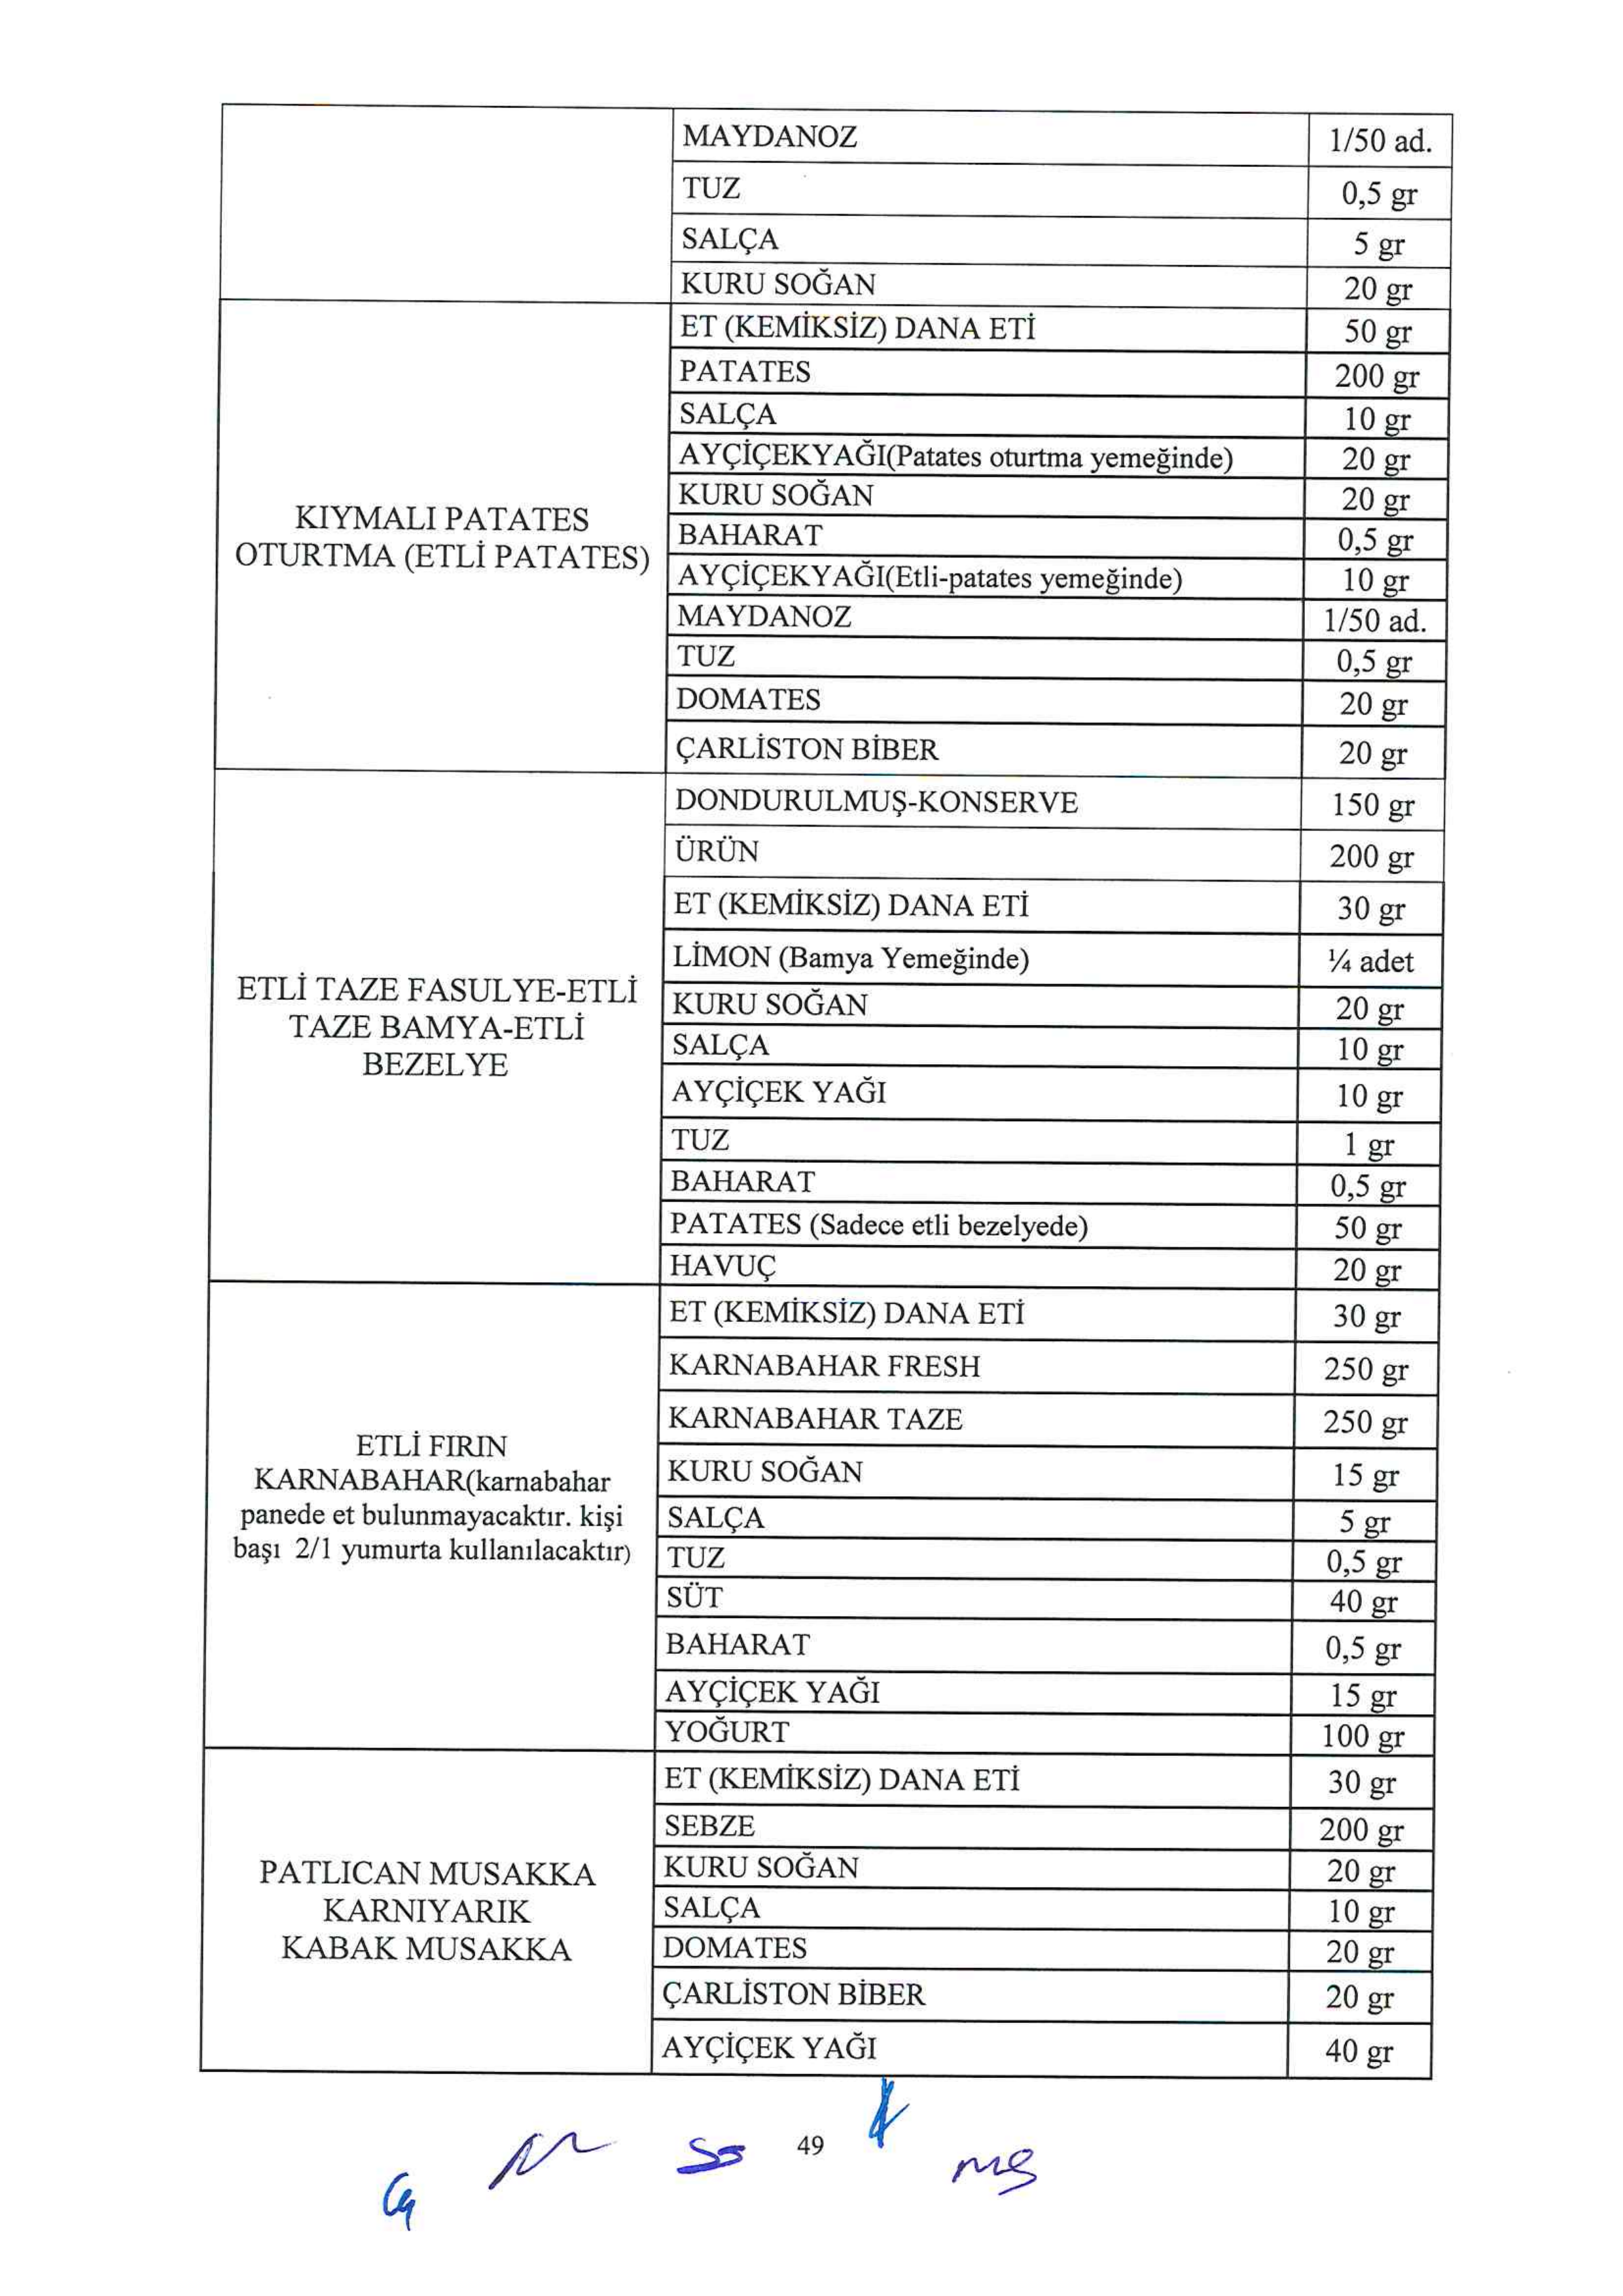 MAYDANOZ 1/50 ad.
TUZ 0,5 gr
SALÇA 5 gr
KURU SOĞAN 20 gr
KIYMALI PATATES
OTURTMA (ETLİ PATATES)
ET (KEMİKSİZ) DANA ETİ 50 gr
PATATES 200 gr
SALÇA 10 gr
AYÇİÇEKYAĞI(Patates oturtma yemeğinde) 20 gr
KURU SOĞAN 20 gr
BAHARAT 0,5 gr
AYÇİÇEKYAĞI(Etli-patates yemeğinde) 10 gr
MAYDANOZ 1/50 ad.
TUZ 0,5 gr
DOMATES 20 gr
ÇARLİSTON BİBER 20 gr
ETLİ TAZE FASULYE-ETLİ
TAZE BAMYA-ETLİ
BEZELYE
DONDURULMUŞ-KONSERVE 150 gr
ÜRÜN 200 gr
ET (KEMİKSİZ) DANA ETİ 30 gr
LİMON (Bamya Yemeğinde) ¼ adet
KURU SOĞAN 20 gr
SALÇA 10 gr
AYÇİÇEK YAĞI 10 gr
TUZ 1 gr
BAHARAT 0,5 gr
PATATES (Sadece etli bezelyede) 50 gr
HAVUÇ 20 gr
ETLİ FIRIN
KARNABAHAR(karnabahar
panede et bulunmayacaktır. kişi
başı 2/1 yumurta kullanılacaktır)
ET (KEMİKSİZ) DANA ETİ 30 gr
KARNABAHAR FRESH 250 gr
KARNABAHAR TAZE 250 gr
KURU SOĞAN 15 gr
SALÇA 5 gr
TUZ 0,5 gr
SÜT 40 gr
BAHARAT 0,5 gr
AYÇİÇEK YAĞI 15 gr
YOĞURT 100 gr
PATLICAN MUSAKKA
KARNIYARIK
KABAK MUSAKKA
ET (KEMİKSİZ) DANA ETİ 30 gr
SEBZE 200 gr
KURU SOĞAN 20 gr
SALÇA 10 gr
DOMATES 20 gr
ÇARLİSTON BİBER 20 gr
AYÇİÇEK YAĞI 40 gr
49